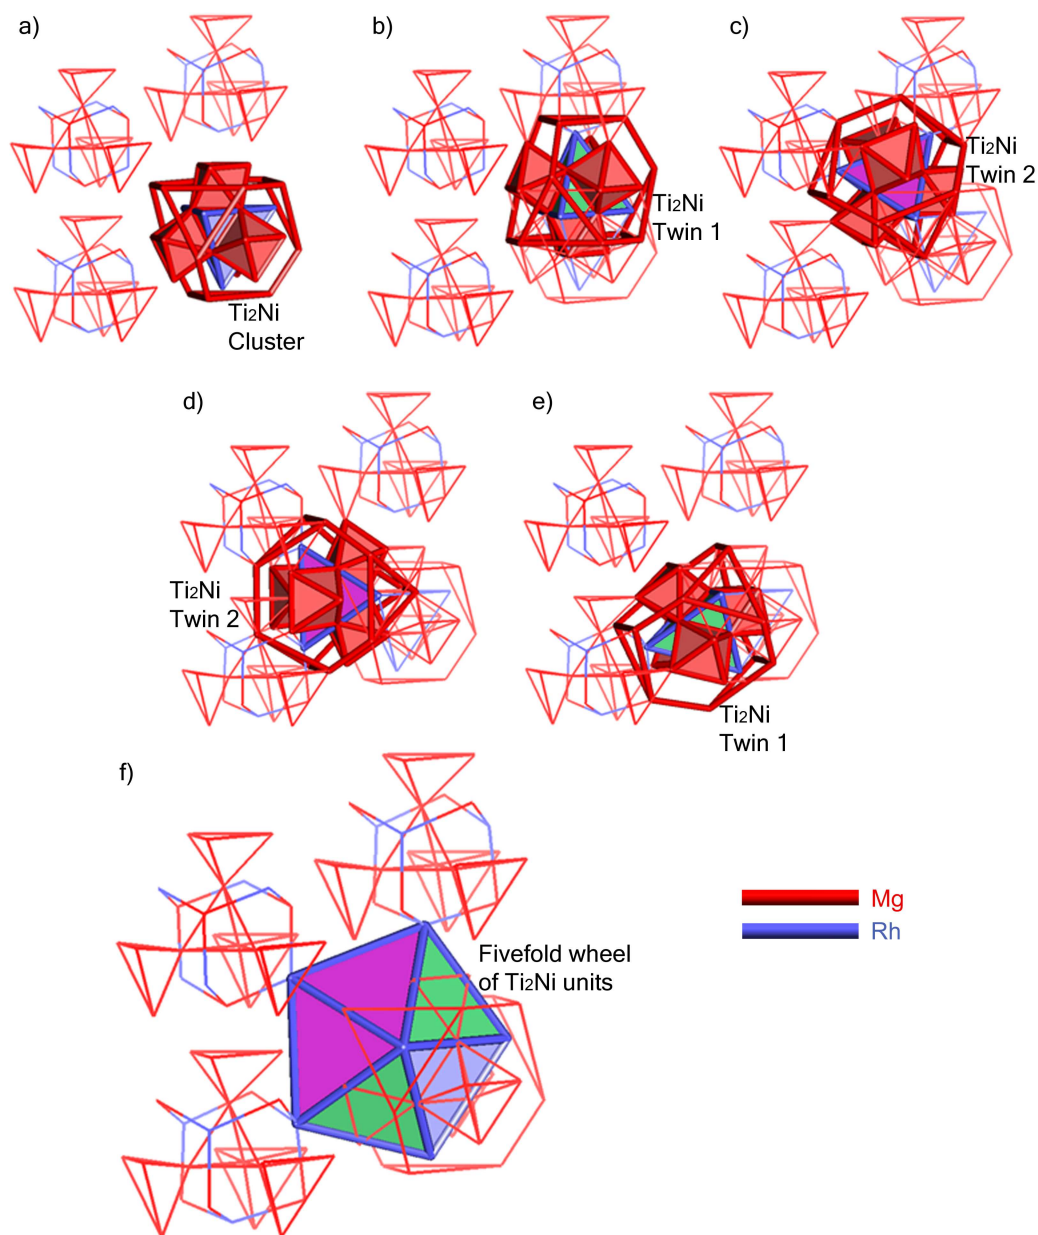 a)
b)
c)
Ti₂Ni
Cluster
Ti₂Ni
Twin 1
Ti₂Ni
Twin 2
d)
e)
Ti₂Ni
Twin 2
Ti₂Ni
Twin 1
f)
Fivefold wheel
of Ti₂Ni units
Mg
Rh